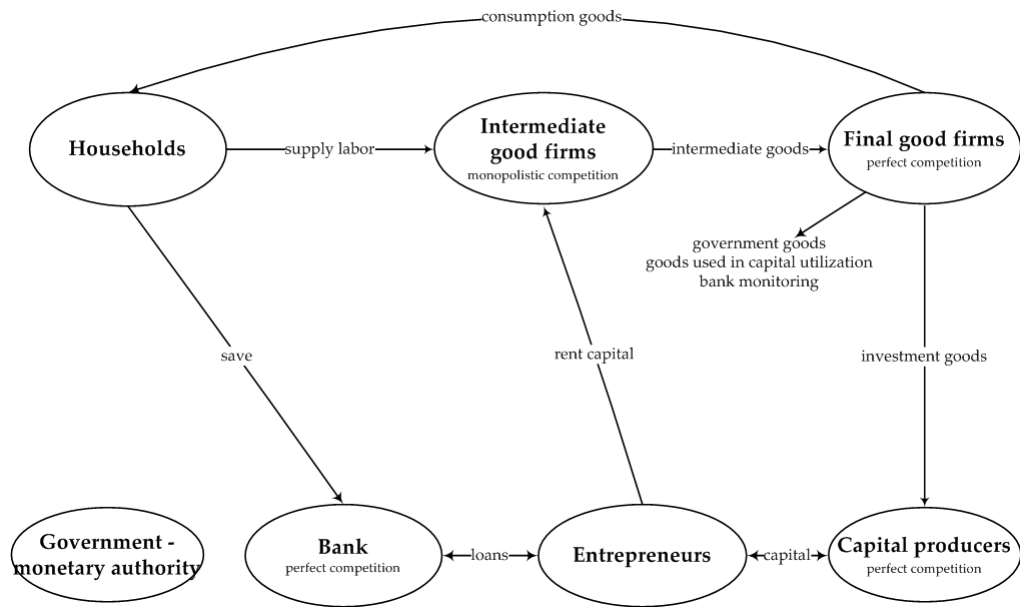 consumption goods
Households
supply labor
Intermediate
good firms
monopolistic competition
intermediate goods
Final good firms
perfect competition
government goods
goods used in capital utilization
bank monitoring
save
rent capital
investment goods
Government -
monetary authority
Bank
perfect competition
loans
Entrepreneurs
capital
Capital producers
perfect competition